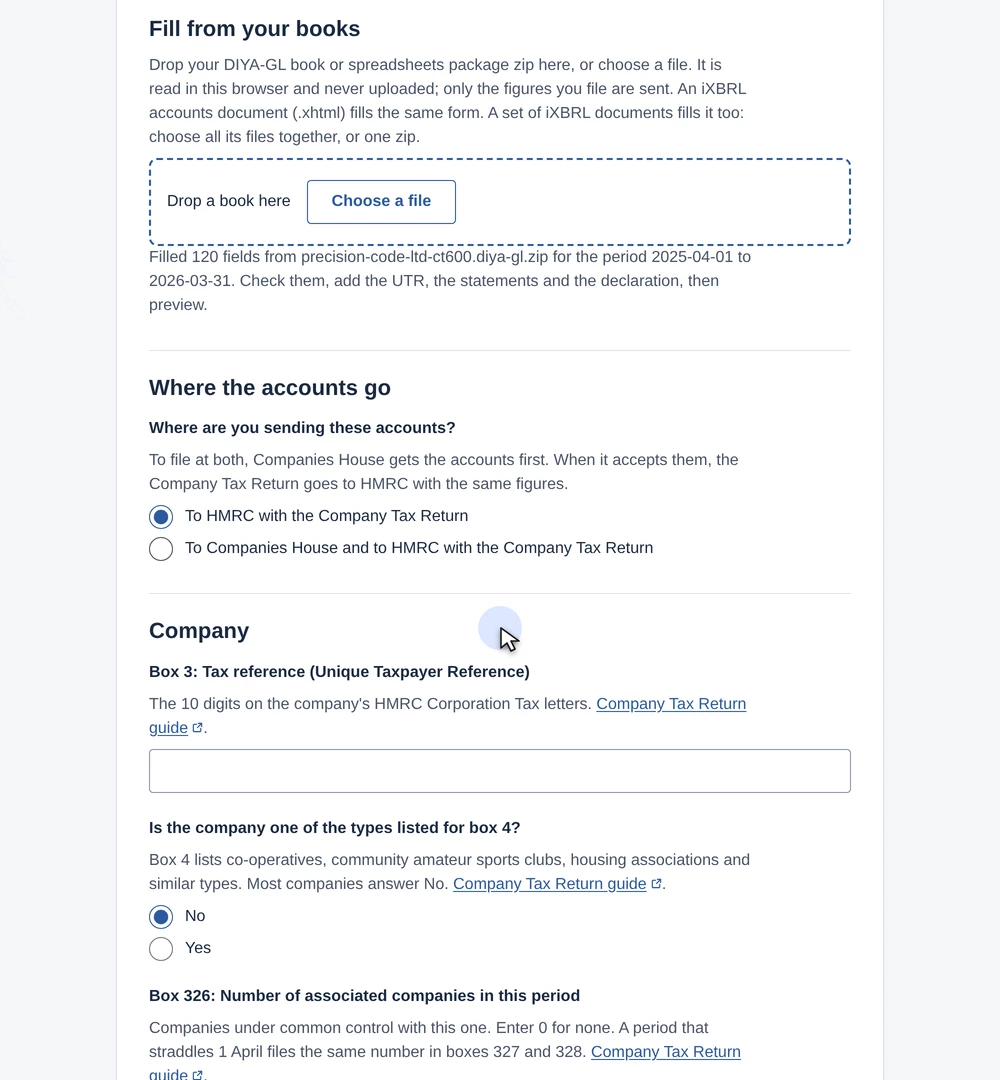 Fill from your books
Drop your DIYA-GL book or spreadsheets package zip here, or choose a file. It is
read in this browser and never uploaded; only the figures you file are sent. An iXBRL
accounts document (.xhtml) fills the same form. A set of iXBRL documents fills it too:
choose all its files together, or one zip.
Drop a book here
Choose a file
Filled 120 fields from precision-code-ltd-ct600.diya-gl.zip for the period 2025-04-01 to
2026-03-31. Check them, add the UTR, the statements and the declaration, then
preview.
Where the accounts go
Where are you sending these accounts?
To file at both, Companies House gets the accounts first. When it accepts them, the
Company Tax Return goes to HMRC with the same figures.
To HMRC with the Company Tax Return
To Companies House and to HMRC with the Company Tax Return
Company
Box 3: Tax reference (Unique Taxpayer Reference)
The 10 digits on the company's HMRC Corporation Tax letters. Company Tax Return
guide.
Is the company one of the types listed for box 4?
Box 4 lists co-operatives, community amateur sports clubs, housing associations and
similar types. Most companies answer No. Company Tax Return guide.
No
Yes
Box 326: Number of associated companies in this period
Companies under common control with this one. Enter 0 for none. A period that
straddles 1 April files the same number in boxes 327 and 328. Company Tax Return
guide.